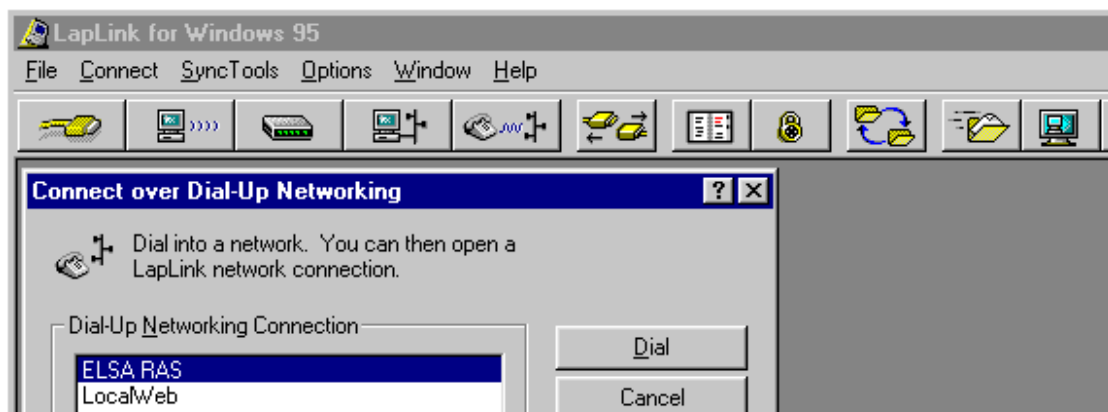 LapLink for Windows 95
File Connect SyncTools Options Window Help
Connect over Dial-Up Networking
Dial into a network. You can then open a
LapLink network connection.
Dial-Up Networking Connection
Dial
ELSA RAS
LocalWeb
Cancel